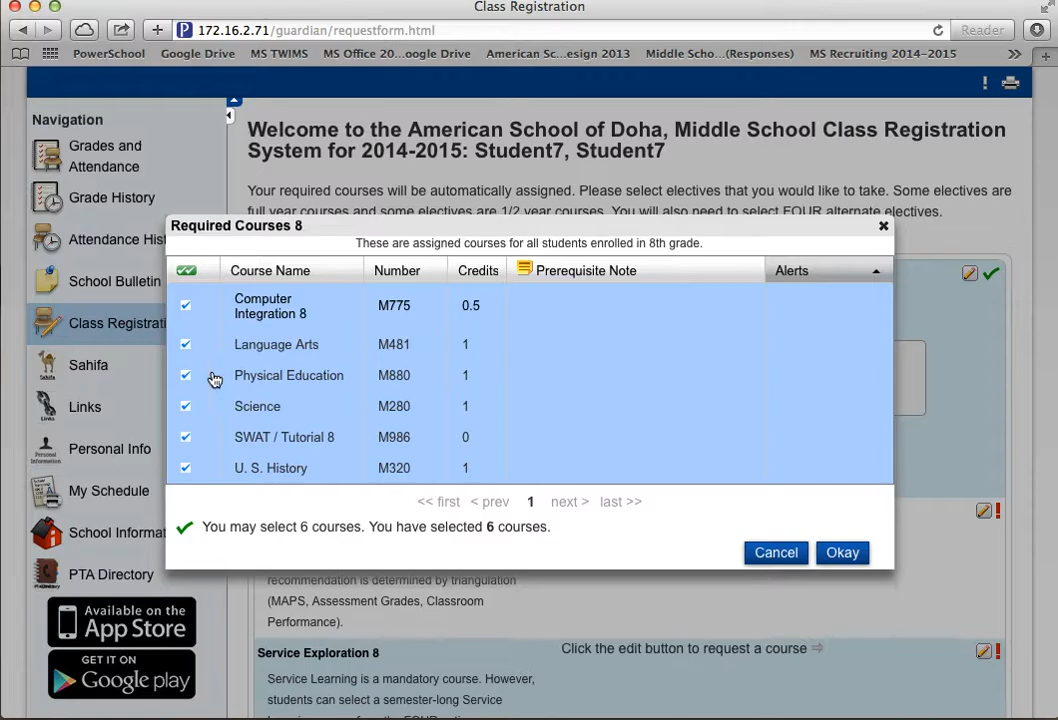 Class Registration
172.16.2.71/guardian/requestform.html
Reader
PowerSchool Google Drive MS TWIMS MS Office 20...oogle Drive American Sc...esign 2013 Middle Scho...(Responses) MS Recruiting 2014-2015 >>
Navigation
Grades and
Attendance
Grade History
Attendance Hist
School Bulletin
Class Registrati
Sahifa
Links
Personal Info
My Schedule
School Informat
PTA Directory
Available on the
App Store
GET IT ON
Google play
Welcome to the American School of Doha, Middle School Class Registration
System for 2014-2015: Student7, Student7
Your required courses will be automatically assigned. Please select electives that you would like to take. Some electives are
full year courses and some electives are 1/2 year courses. You will also need to select FOUR alternate electives.
Required Courses 8
These are assigned courses for all students enrolled in 8th grade.
Course Name Number Credits Prerequisite Note Alerts
Computer
Integration 8 M775 0.5
Language Arts M481 1
Physical Education M880 1
Science M280 1
SWAT / Tutorial 8 M986 0
U. S. History M320 1
<< first < prev 1 next > last >>
You may select 6 courses. You have selected 6 courses.
Cancel Okay
recommendation is determined by triangulation
(MAPS, Assessment Grades, Classroom
Performance).
Service Exploration 8 Click the edit button to request a course ⇒
Service Learning is a mandatory course. However,
students can select a semester-long Service